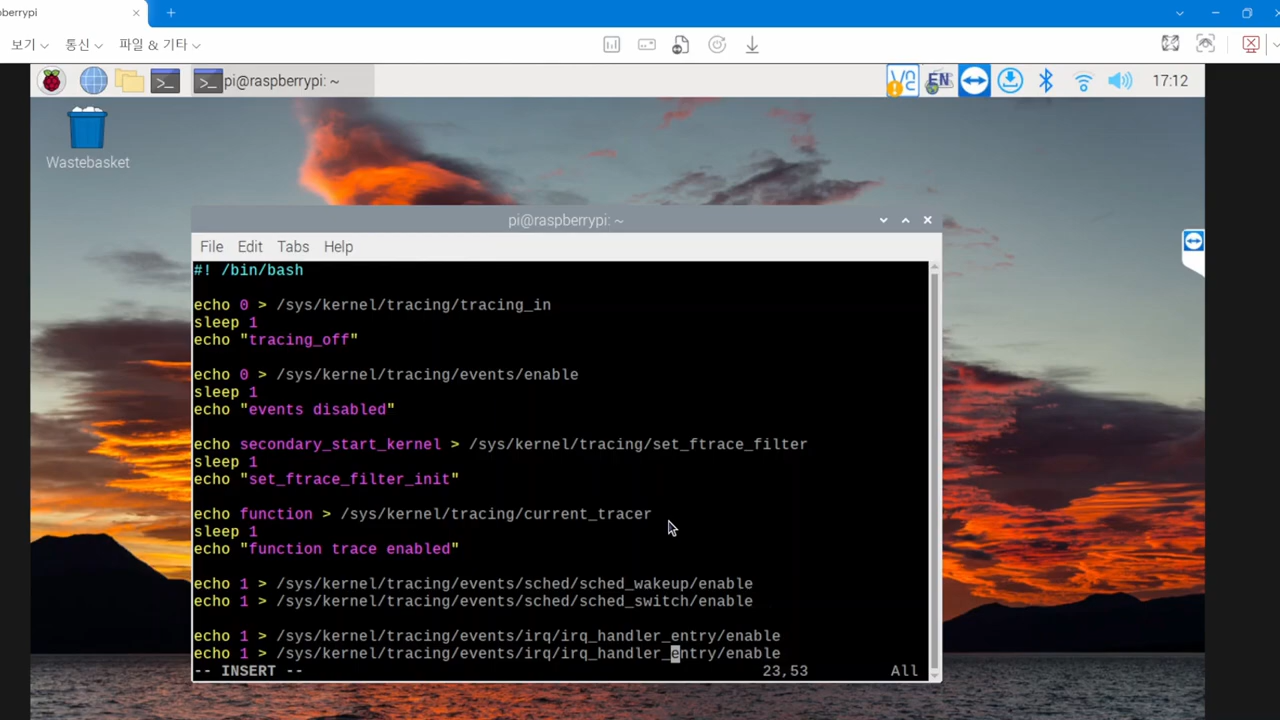 berrypi
보기
통신
파일 & 기타
pi@raspberrypi: ~
EN
17:12
Wastebasket
pi@raspberrypi: ~
File Edit Tabs Help
#! /bin/bash
echo 0 > /sys/kernel/tracing/tracing_in
sleep 1
echo "tracing_off"
echo 0 > /sys/kernel/tracing/events/enable
sleep 1
echo "events disabled"
echo secondary_start_kernel > /sys/kernel/tracing/set_ftrace_filter
sleep 1
echo "set_ftrace_filter_init"
echo function > /sys/kernel/tracing/current_tracer
sleep 1
echo "function trace enabled"
echo 1 > /sys/kernel/tracing/events/sched/sched_wakeup/enable
echo 1 > /sys/kernel/tracing/events/sched/sched_switch/enable
echo 1 > /sys/kernel/tracing/events/irq/irq_handler_entry/enable
echo 1 > /sys/kernel/tracing/events/irq/irq_handler_entry/enable
-- INSERT -- 23,53 All